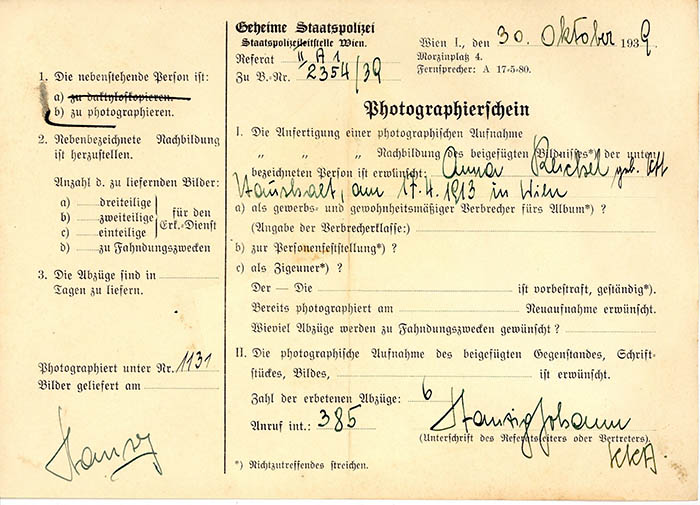 Geheime Staatspolizei
Staatspolizeileitstelle Wien.
Referat II A 1
Zu B.-Nr. 2354/39
Wien I., den 30. Oktober 1939.
Morzinplatz 4.
Fernsprecher: A 17-5-80.
1. Die nebenstehende Person ist:
a) zu daktyloskopieren.
b) zu photographieren.
2. Nebenbezeichnete Nachbildung
ist herzustellen.
Anzahl d. zu liefernden Bilder:
a) dreiteilige
b) zweiteilige
c) einteilige
für den
Erk.-Dienst
d) zu Fahndungszwecken
3. Die Abzüge sind in
Tagen zu liefern.
Photographiert unter Nr. 1131
Bilder geliefert am
Photographierschein
I. Die Anfertigung einer photographischen Aufnahme
„ „ „ Nachbildung des beigefügten Bildnisses*) der unten
bezeichneten Person ist erwünscht: Anna geb.
Haushalt, am 17.4.1913 in Wien
a) als gewerbs- und gewohnheitsmäßiger Verbrecher fürs Album*) ?
(Angabe der Verbrecherklasse:)
b) zur Personenfeststellung*) ?
c) als Zigeuner*) ?
Der — Die ist vorbestraft, geständig*).
Bereits photographiert am Neuaufnahme erwünscht.
Wieviel Abzüge werden zu Fahndungszwecken gewünscht ?
II. Die photographische Aufnahme des beigefügten Gegenstandes, Schrift-
stückes, Bildes, ist erwünscht.
Zahl der erbetenen Abzüge: 6
Anruf int.: 385
Johann
(Unterschrift des Referatsleiters oder Vertreters).
*) Nichtzutreffendes streichen.